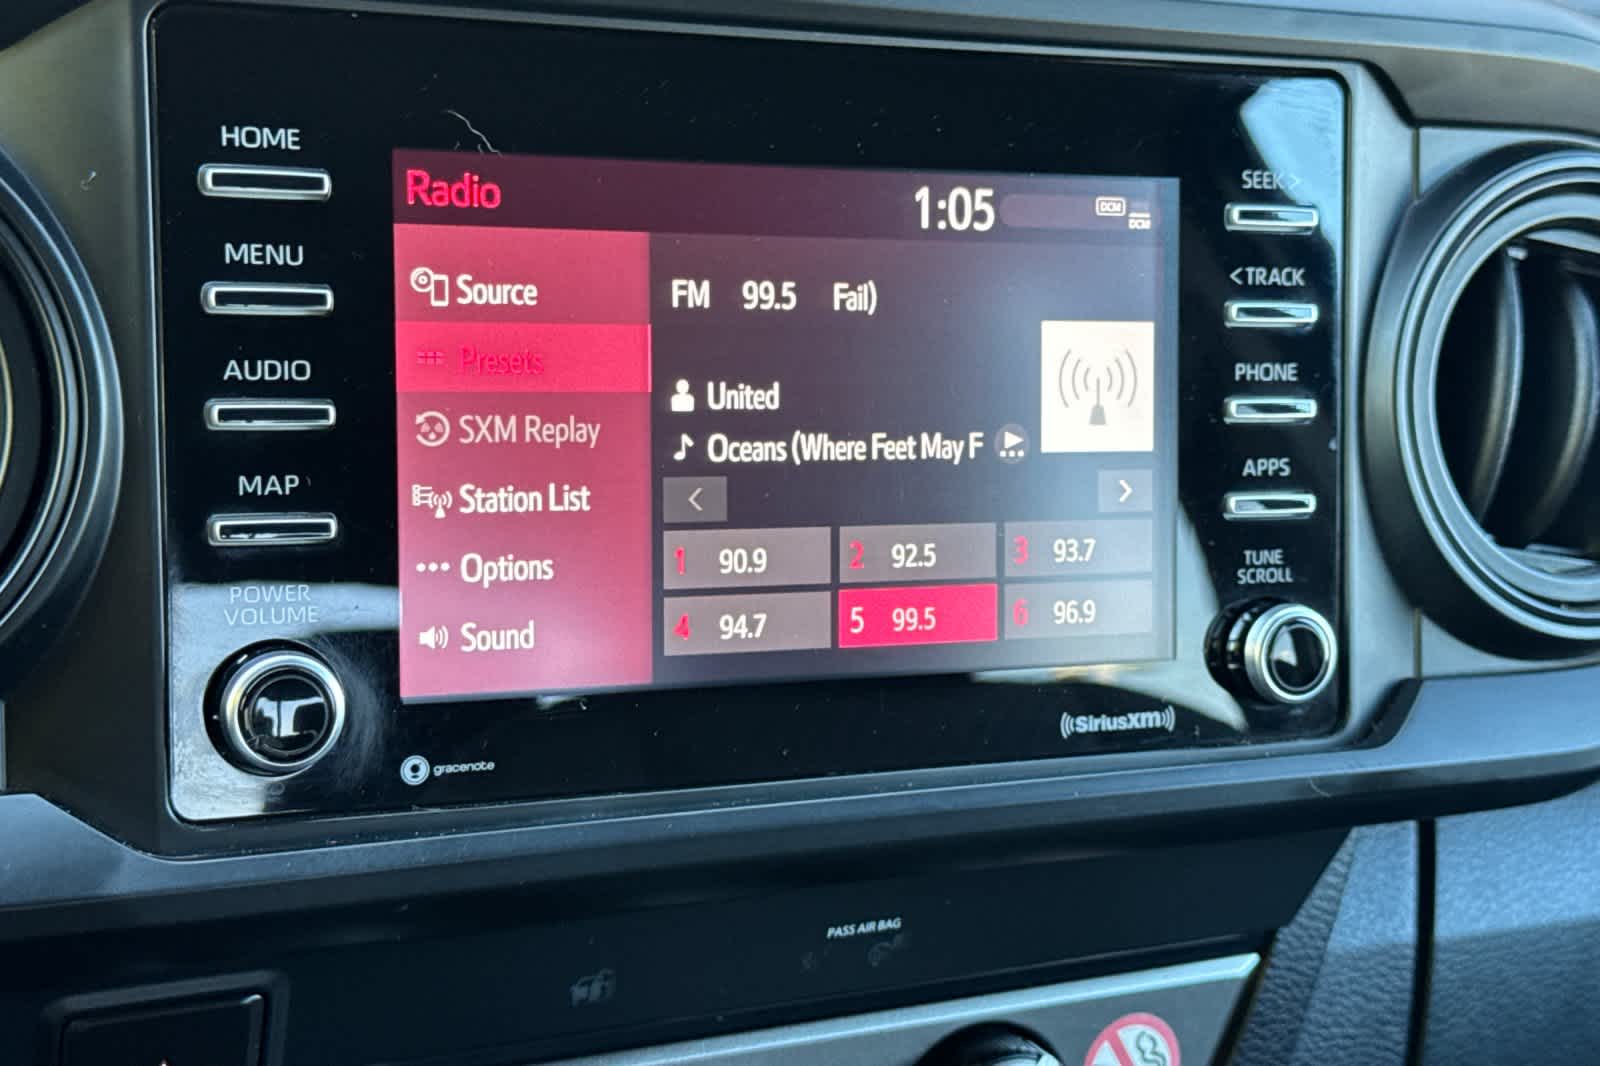 HOME
MENU
AUDIO
MAP
POWER
VOLUME
Radio
1:05
DCM
DCM
Source
Presets
SXM Replay
Station List
Options
Sound
FM 99.5 Fail)
United
Oceans (Where Feet May F
<
>
1 90.9
2 92.5
3 93.7
4 94.7
5 99.5
6 96.9
SEEK >
< TRACK
PHONE
APPS
TUNE
SCROLL
gracenote
((SiriusXM))
PASS AIR BAG